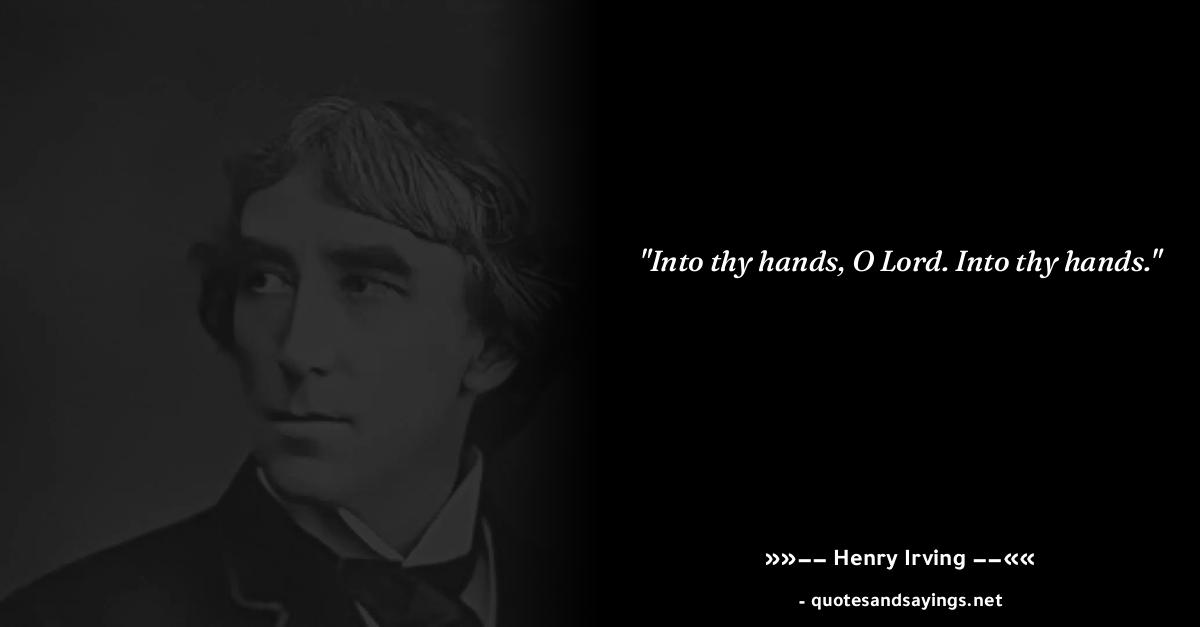 "Into thy hands, O Lord. Into thy hands."
»»–– Henry Irving ––««
- quotesandsayings.net